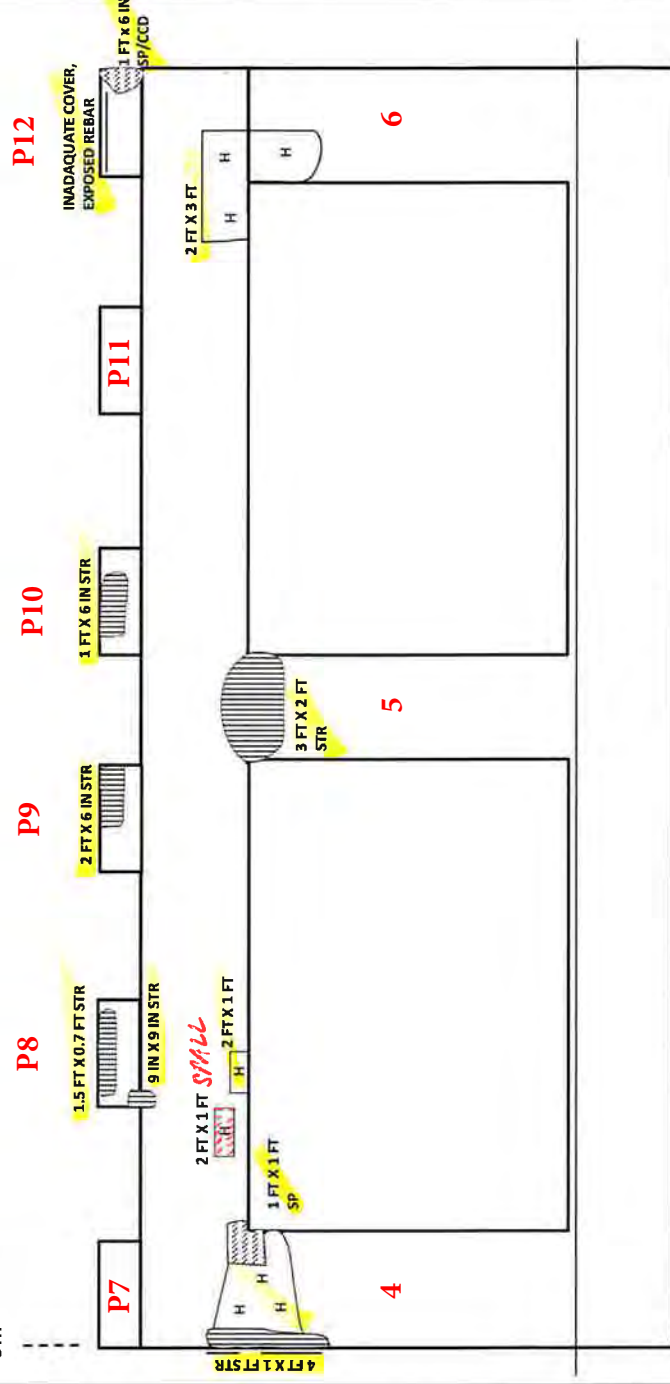 P7
P8
P9
P10
P11
P12
1.5 FT X 0.7 FT STR
9 IN X 9 IN STR
2 FT X 6 IN STR
1 FT X 6 IN STR
INADAQUATE COVER,
EXPOSED REBAR
1 FT x 6 IN
SP/CCD
4 FT X 1 FT STR
H
H
H
1 FT X 1 FT
SP
2 FT X 1 FT
SPALL
H
2 FT X 1 FT
H
3 FT X 2 FT
STR
2 FT X 3 FT
H
H
H
4
5
6